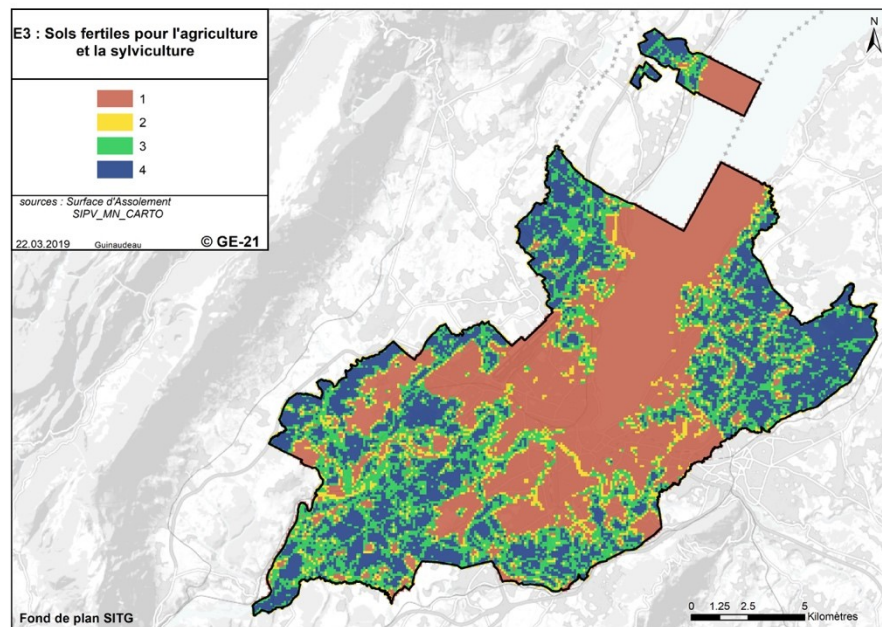 E3 : Sols fertiles pour l'agriculture
et la sylviculture
1
2
3
4
sources : Surface d'Assolement
SIPV_MN_CARTO
22.03.2019 Guinaudeau © GE-21
N
Fond de plan SITG
0 1.25 2.5 5
Kilomètres